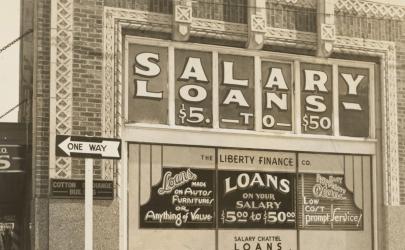 SALARY
LOANS
$5. - TO - $50
ONE WAY
COTTON EXCHANGE
THE LIBERTY FINANCE CO.
Loans
MADE
on Autos
Furniture
OR
Anything of Value
LOANS
ON YOUR
SALARY
$5.00 to $50.00
Low
Cost
prompt Service
SALARY CHATTEL
LOANS